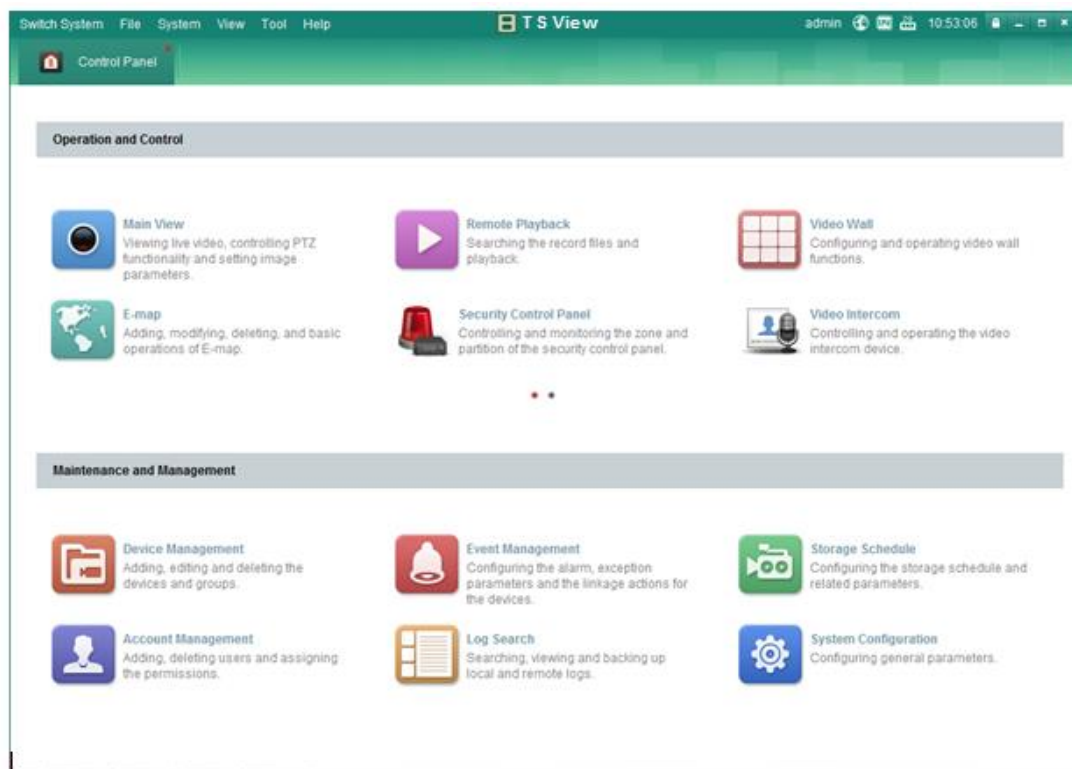 Switch System File System View Tool Help
TS View
admin
10:53:06
Control Panel
Operation and Control
Main View
Viewing live video, controlling PTZ
functionality and setting image
parameters.
Remote Playback
Searching the record files and
playback.
Video Wall
Configuring and operating video wall
functions.
E-map
Adding, modifying, deleting, and basic
operations of E-map.
Security Control Panel
Controlling and monitoring the zone and
partition of the security control panel.
Video Intercom
Controlling and operating the video
intercom device.
Maintenance and Management
Device Management
Adding, editing and deleting the
devices and groups.
Event Management
Configuring the alarm, exception
parameters and the linkage actions for
the devices.
Storage Schedule
Configuring the storage schedule and
related parameters.
Account Management
Adding, deleting users and assigning
the permissions.
Log Search
Searching, viewing and backing up
local and remote logs.
System Configuration
Configuring general parameters.